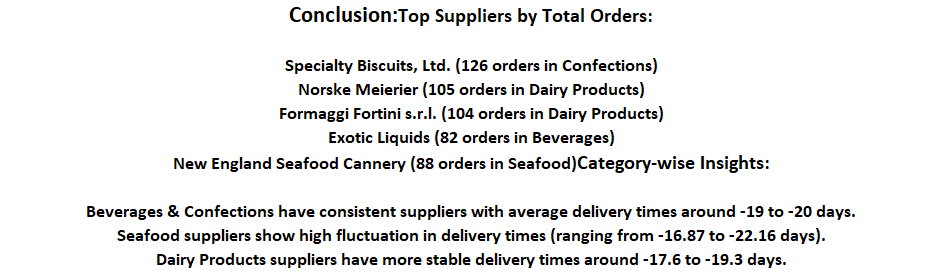 Conclusion:Top Suppliers by Total Orders:
Specialty Biscuits, Ltd. (126 orders in Confections)
Norske Meierier (105 orders in Dairy Products)
Formaggi Fortini s.r.l. (104 orders in Dairy Products)
Exotic Liquids (82 orders in Beverages)
New England Seafood Cannery (88 orders in Seafood)Category-wise Insights:
Beverages & Confections have consistent suppliers with average delivery times around -19 to -20 days.
Seafood suppliers show high fluctuation in delivery times (ranging from -16.87 to -22.16 days).
Dairy Products suppliers have more stable delivery times around -17.6 to -19.3 days.